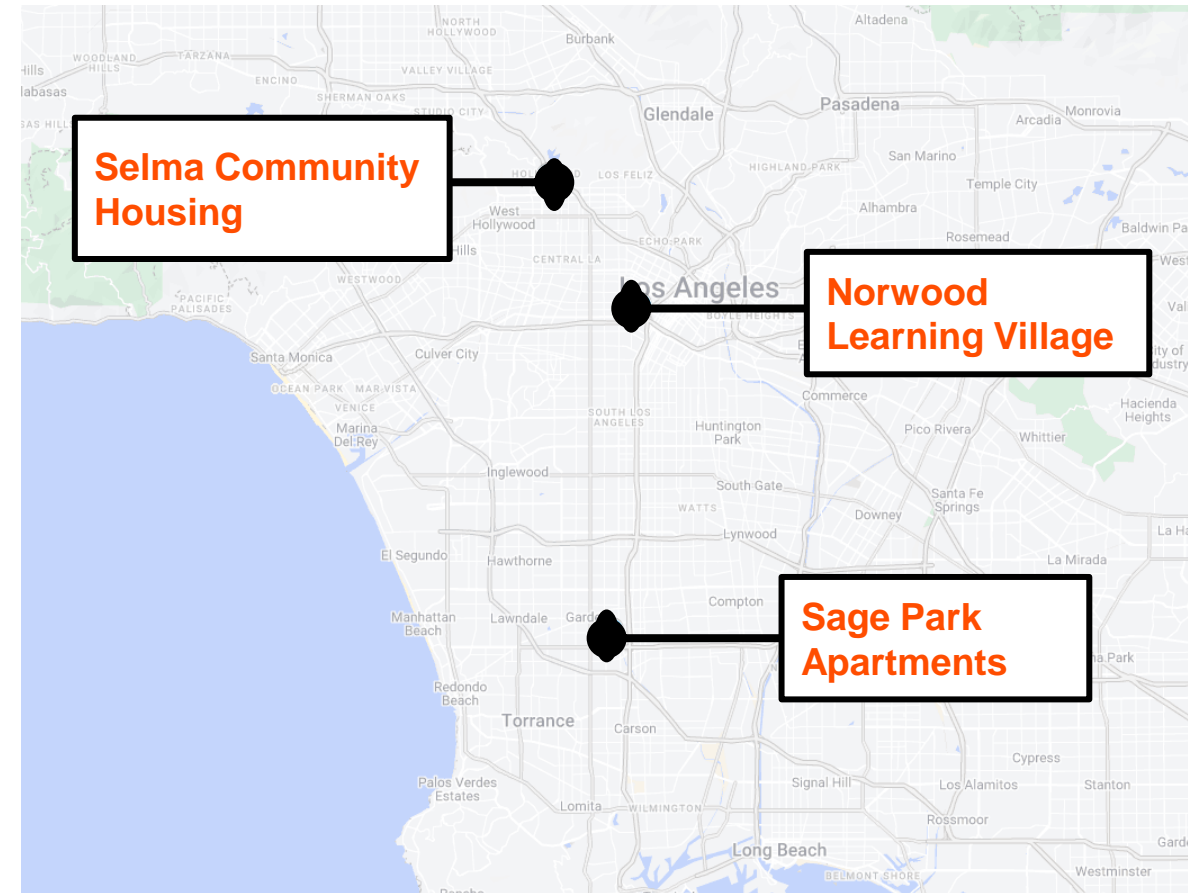 NORTH
HOLLYWOOD
Burbank
Altadena
WOODLAND
HILLS
TARZANA
ENCINO
VALLEY VILLAGE
SHERMAN OAKS
STUDIO CITY
Glendale
Pasadena
Arcadia
Monrovia
Selma Community
Housing
LOS FELIZ
HIGHLAND PARK
San Marino
Temple City
West
Hollywood
Alhambra
ECHO PARK
Rosemead
Hills
CENTRAL LA
WESTWOOD
PACIFIC
PALISADES
Los Angeles
BOYLE HEIGHTS
Norwood
Learning Village
Santa Monica
Culver City
OCEAN PARK
MAR VISTA
VENICE
Marina
Del Rey
SOUTH LOS
ANGELES
Huntington
Park
Commerce
Pico Rivera
Whittier
Hacienda
Heights
Inglewood
South Gate
WATTS
Santa Fe
Springs
Downey
Lynwood
El Segundo
Hawthorne
La Mirada
Manhattan
Beach
Lawndale
Compton
Sage Park
Apartments
Redondo
Beach
Torrance
Carson
Cypress
Palos Verdes
Estates
Signal Hill
Los Alamitos
Stanton
Lomita
WILMINGTON
Rossmoor
Long Beach
BELMONT SHORE
Westminster